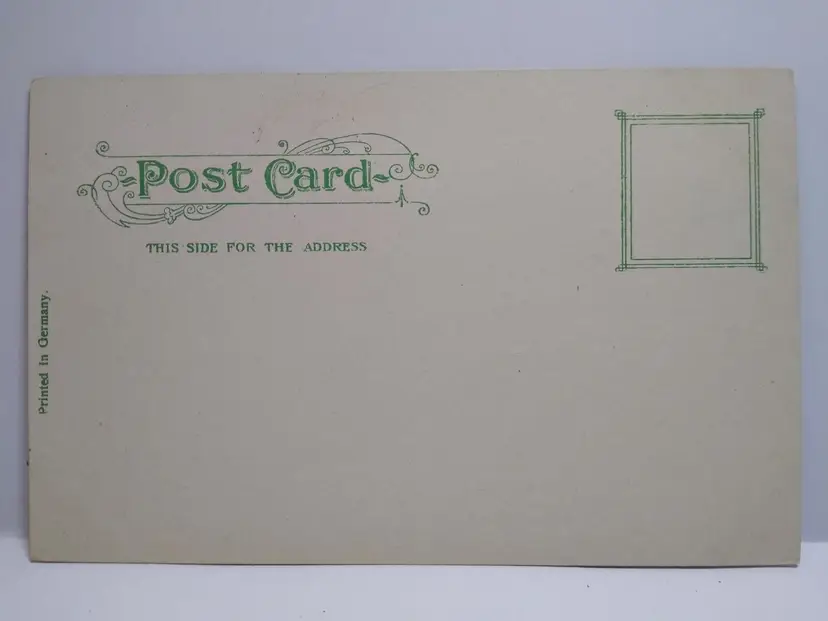 Post Card
THIS SIDE FOR THE ADDRESS
Printed in Germany.